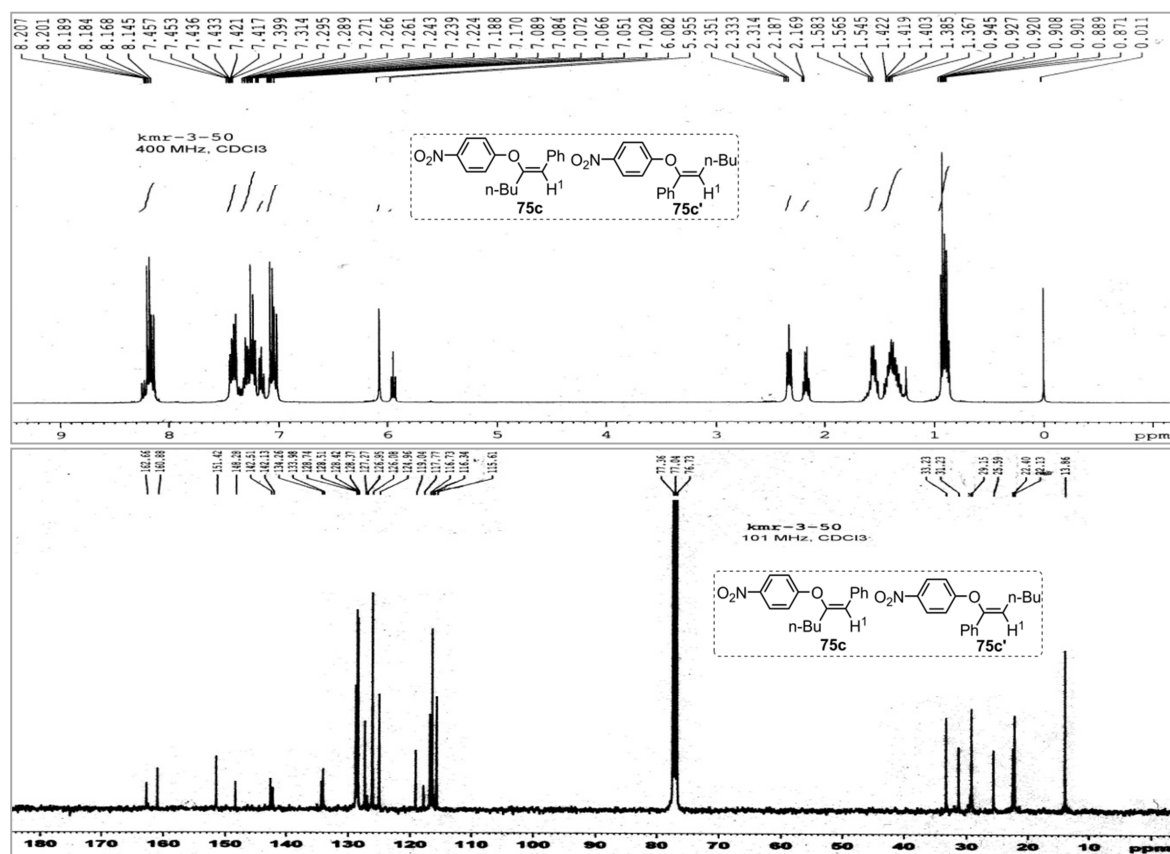 8.207 8.201 8.189 8.184 8.168 8.145 7.457 7.453 7.436 7.433 7.421 7.417 7.399 7.314 7.295 7.289 7.271 7.266 7.261 7.243 7.239 7.224 7.188 7.170 7.089 7.084 7.072 7.066 7.051 7.028 6.082 5.955 2.351 2.333 2.314 2.187 2.169 1.583 1.565 1.545 1.422 1.419 1.403 1.385 1.367 0.945 0.927 0.920 0.908 0.901 0.889 0.871 0.011
kmr-3-50
400 MHz, CDCl3
NO2 O Ph n-Bu H1 75c
NO2 O n-Bu Ph H1 75c'
9 8 7 6 5 4 3 2 1 0 ppm
162.66 160.88 151.42 148.28 142.51 142.13 134.26 133.98 128.74 128.51 128.42 128.37 127.27 126.95 126.08 124.96 119.04 117.77 116.73 116.34 115.61 77.36 77.04 76.73 33.23 31.23 29.15 25.59 22.40 22.13 13.86
kmr-3-50
101 MHz, CDCl3
NO2 O Ph n-Bu H1 75c
NO2 O n-Bu Ph H1 75c'
180 170 160 150 140 130 120 110 100 90 80 70 60 50 40 30 20 10 ppm